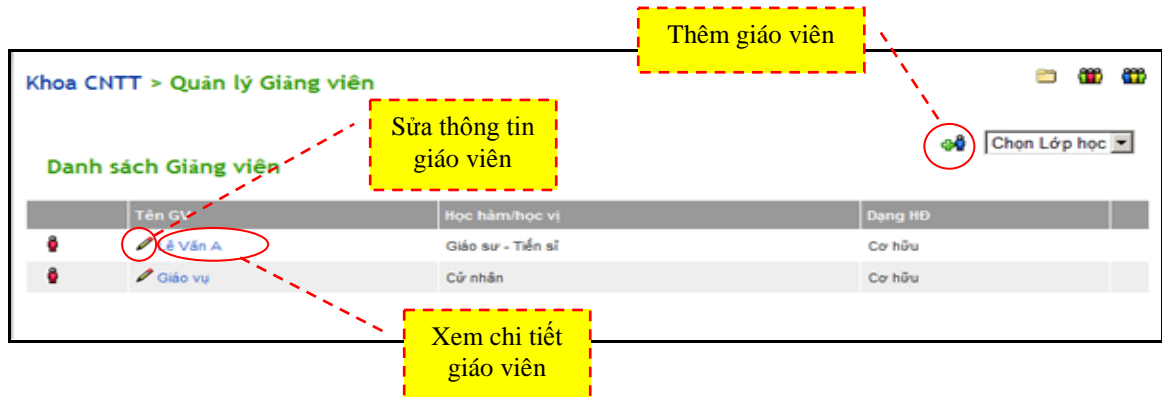 Thêm giáo viên
Khoa CNTT > Quản lý Giảng viên
Sửa thông tin
giáo viên
Chọn Lớp học
Danh sách Giảng viên
Tên GV Học hàm/học vị Dạng HĐ
Lê Văn A Giáo sư - Tiến sĩ Cơ hữu
Giáo vụ Cử nhân Cơ hữu
Xem chi tiết
giáo viên